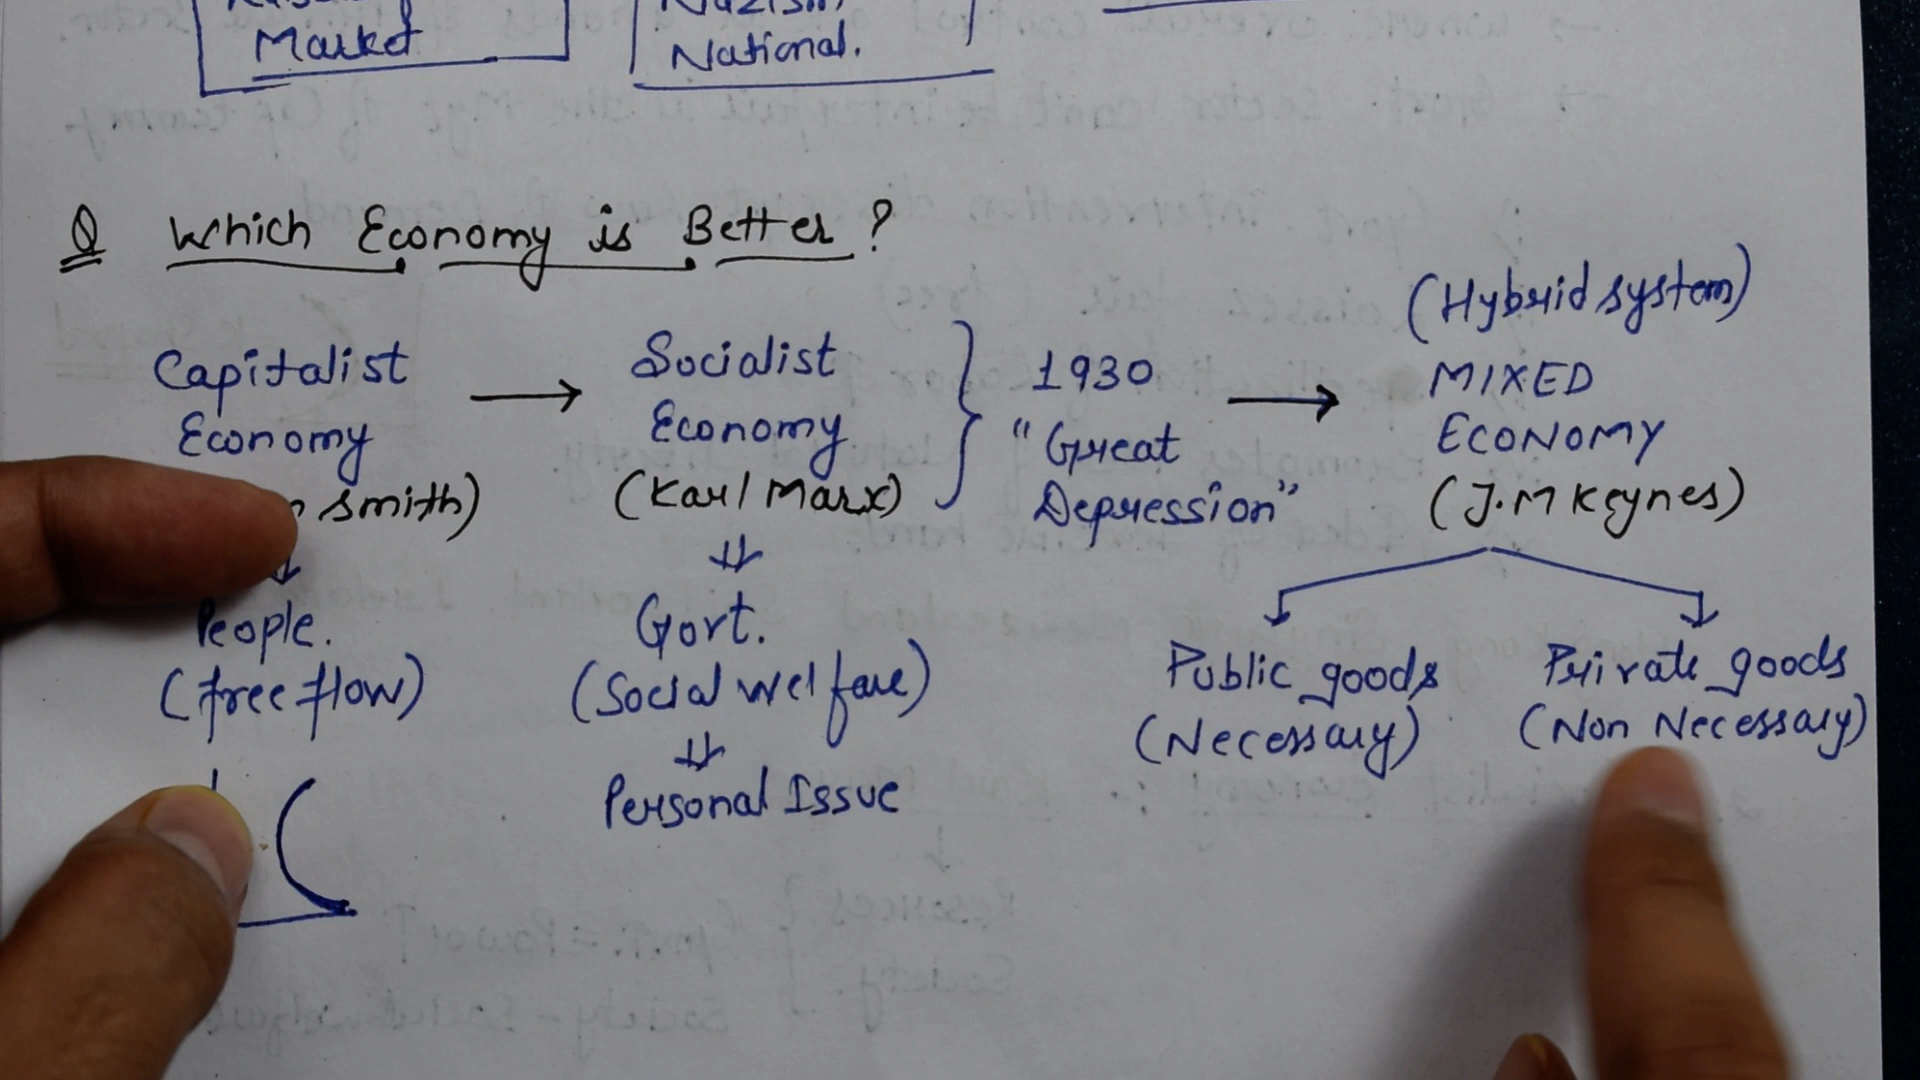 Market
National.
Q Which Economy is Better?
(Hybrid system)
Capitalist
Economy
smith)
People.
(free flow)
Socialist
Economy
(Karl Marx)
Govt.
(Social welfare)
Personal Issue
1930
"Great
Depression"
MIXED
ECONOMY
(J.M Keynes)
Public goods
(Necessary)
Private goods
(Non Necessary)